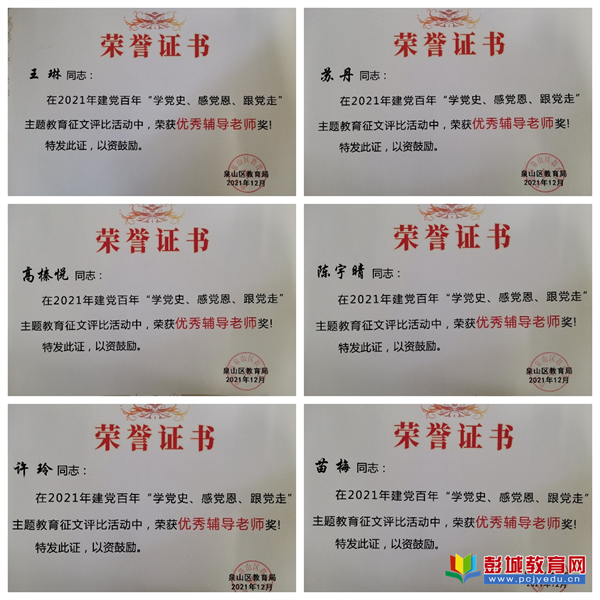 荣誉证书
王琳 同志：
在2021年建党百年“学党史、感党恩、跟党走”
主题教育征文评比活动中，荣获优秀辅导老师奖!
特发此证，以资鼓励。
泉山区教育局
2021年12月
荣誉证书
苏丹 同志：
在2021年建党百年“学党史、感党恩、跟党走”
主题教育征文评比活动中，荣获优秀辅导老师奖!
特发此证，以资鼓励。
泉山区教育局
2021年12月
荣誉证书
高榛悦 同志：
在2021年建党百年“学党史、感党恩、跟党走”
主题教育征文评比活动中，荣获优秀辅导老师奖!
特发此证，以资鼓励。
泉山区教育局
2021年12月
荣誉证书
陈宇晴 同志：
在2021年建党百年“学党史、感党恩、跟党走”
主题教育征文评比活动中，荣获优秀辅导老师奖!
特发此证，以资鼓励。
泉山区教育局
2021年12月
荣誉证书
许玲 同志：
在2021年建党百年“学党史、感党恩、跟党走”
主题教育征文评比活动中，荣获优秀辅导老师奖!
特发此证，以资鼓励。
泉山区教育局
2021年12月
荣誉证书
苗梅 同志：
在2021年建党百年“学党史、感党恩、跟党走”
主题教育征文评比活动中，荣获优秀辅导老师奖!
特发此证，以资鼓励。
彭城教育网
www.pcjyedu.cn
2021年12月